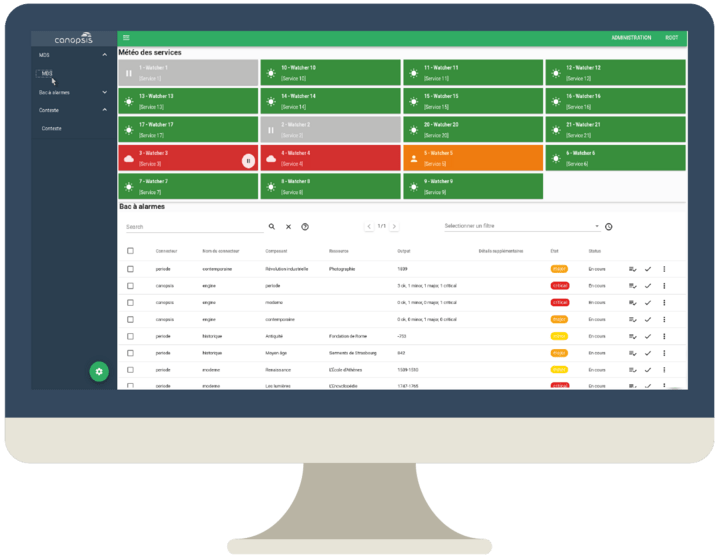 canopsis
ADMINISTRATION ROOT
MDS
MDS
Bac à alarmes
Contexte
Contexte
Météo des services
1 - Watcher 1
[Service 1]
10 - Watcher 10
[Service 10]
11 - Watcher 11
[Service 11]
12 - Watcher 12
[Service 12]
13 - Watcher 13
[Service 13]
14 - Watcher 14
[Service 14]
15 - Watcher 15
[Service 15]
16 - Watcher 16
[Service 16]
17 - Watcher 17
[Service 17]
2 - Watcher 2
[Service 2]
20 - Watcher 20
[Service 20]
21 - Watcher 21
[Service 21]
3 - Watcher 3
[Service 3]
4 - Watcher 4
[Service 4]
5 - Watcher 5
[Service 5]
6 - Watcher 6
[Service 6]
7 - Watcher 7
[Service 7]
8 - Watcher 8
[Service 8]
9 - Watcher 9
[Service 9]
Bac à alarmes
Search 1/1 Selectionner un filtre
Connecteur Nom du connecteur Composant Ressource Output Détails supplémentaires Etat Status
periode contemporaine Révolution industrielle Photographie 1839 major En cours
canopsis engine periode 0 ok, 1 minor, 1 major, 1 critical critical En cours
canopsis engine moderne 0 ok, 1 minor, 0 major, 1 critical critical En cours
canopsis engine contemporaine 0 ok, 0 minor, 1 major, 0 critical major En cours
periode historique Antiquité Fondation de Rome -753 minor En cours
periode historique Moyen Age Serments de Strasbourg 842 major En cours
periode moderne Renaissance L'École d'Athènes 1509-1510 minor En cours
periode moderne Les lumières L'Encyclopédie critical En cours